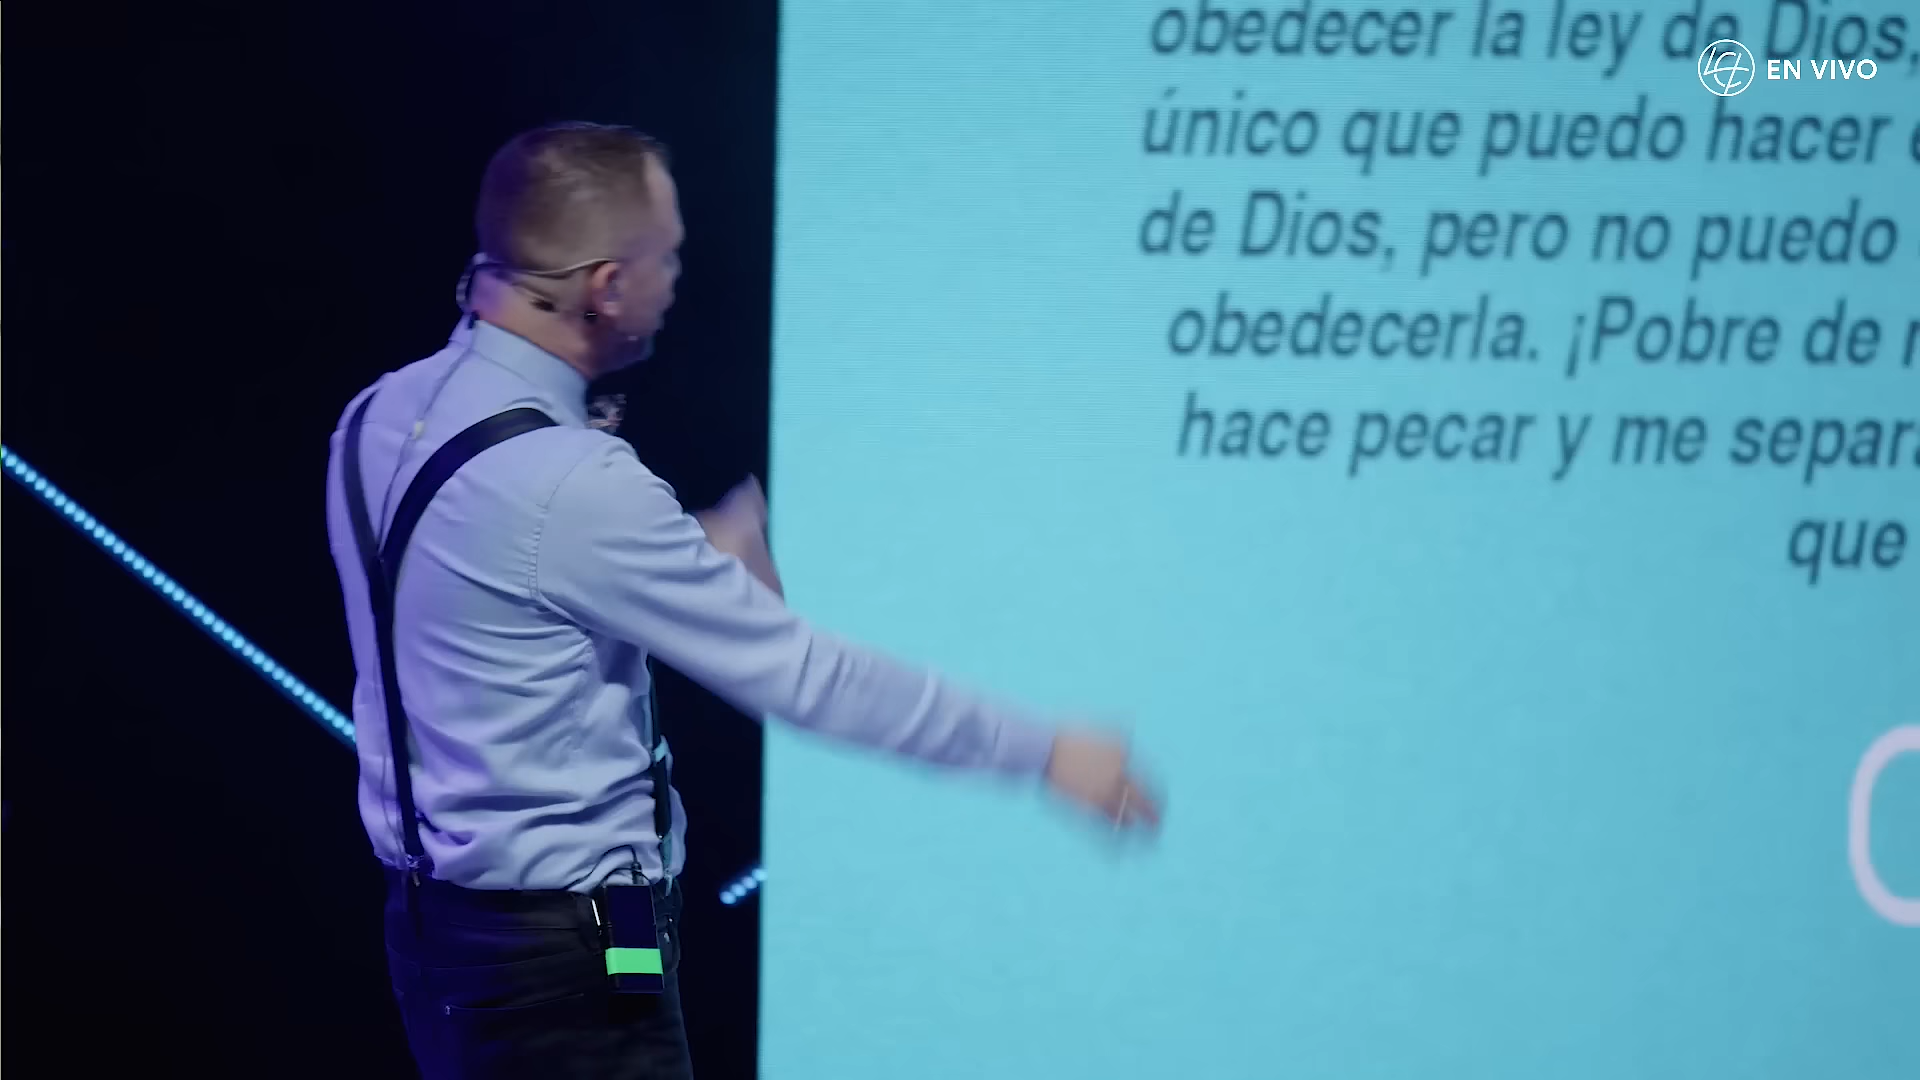 obedecer la ley de Dios,
EN VIVO
único que puedo hacer
de Dios, pero no puedo
obedecerla. ¡Pobre de
hace pecar y me separa
que